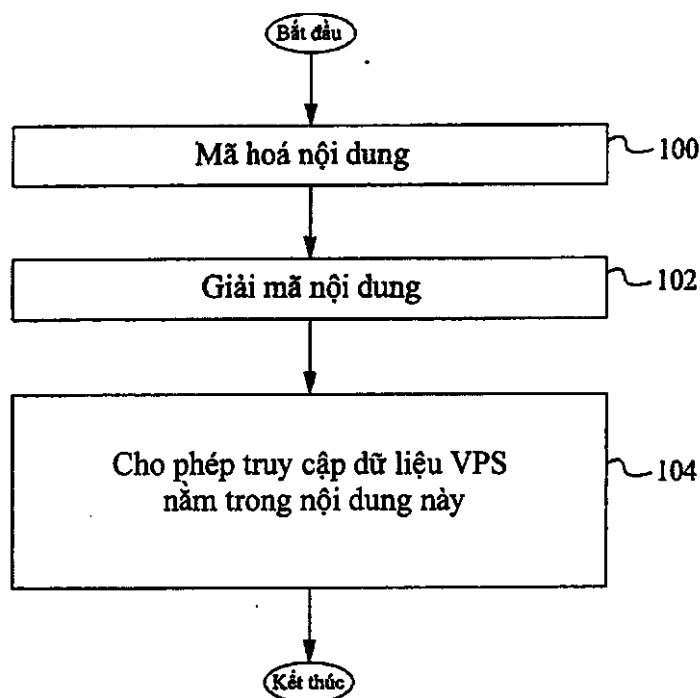 Bắt đầu
Mã hoá nội dung
100
Giải mã nội dung
102
Cho phép truy cập dữ liệu VPS
nằm trong nội dung này
104
Kết thúc